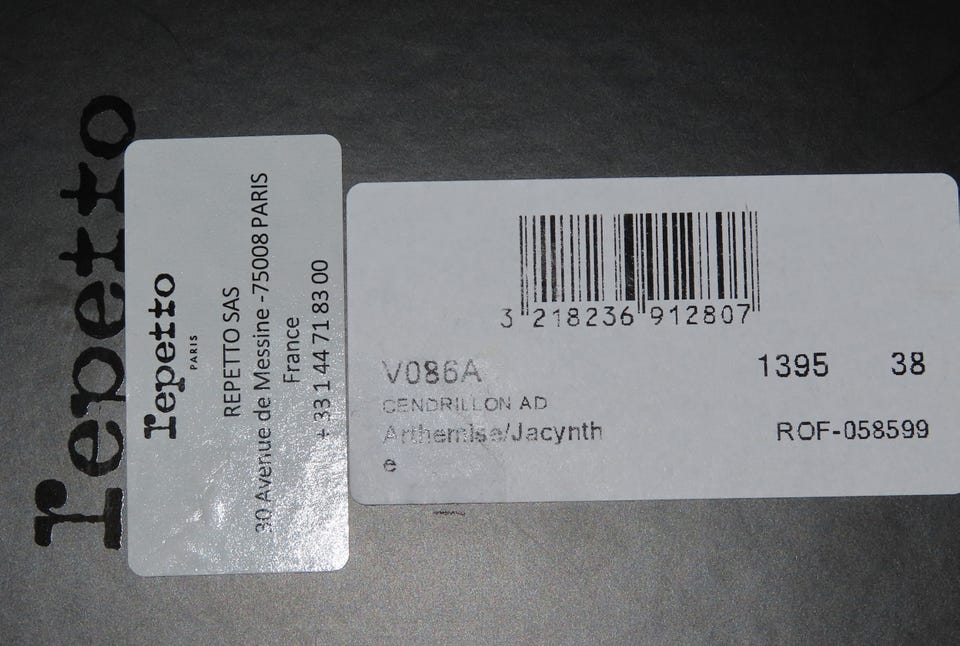 repetto
repetto
PARIS
REPETTO SAS
30 Avenue de Messine -75008 PARIS
France
+ 33 1 44 71 83 00
3 218236 912807
V086A 1395 38
CENDRILLON AD
Arthemise/Jacynth ROF-058599
e